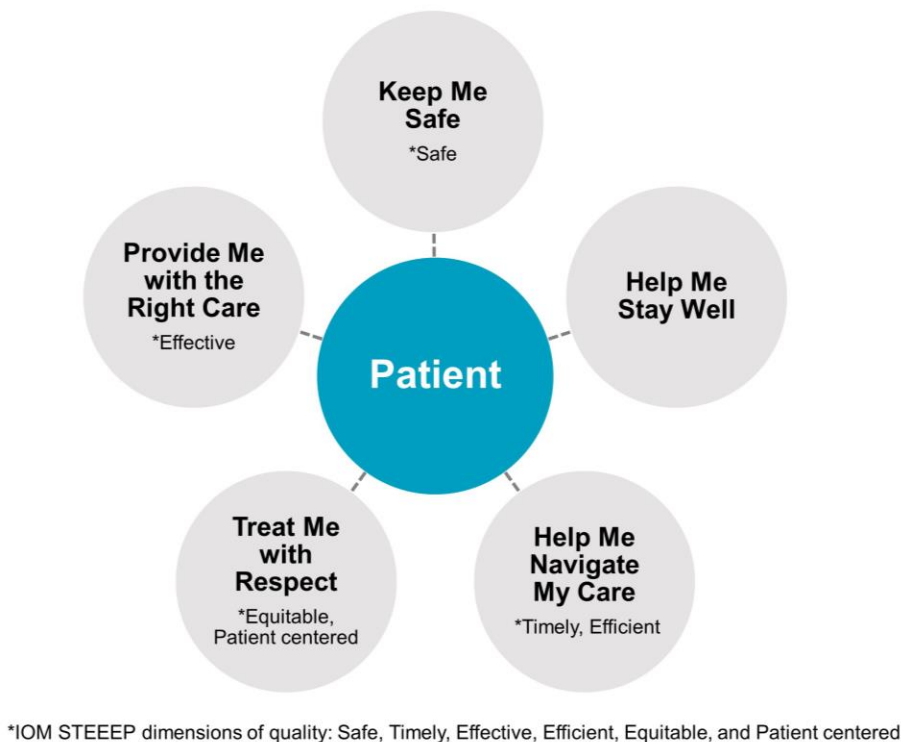 Keep Me
Safe
*Safe
Provide Me
with the
Right Care
*Effective
Help Me
Stay Well
Patient
Treat Me
with
Respect
*Equitable,
Patient centered
Help Me
Navigate
My Care
*Timely, Efficient
*IOM STEEEP dimensions of quality: Safe, Timely, Effective, Efficient, Equitable, and Patient centered